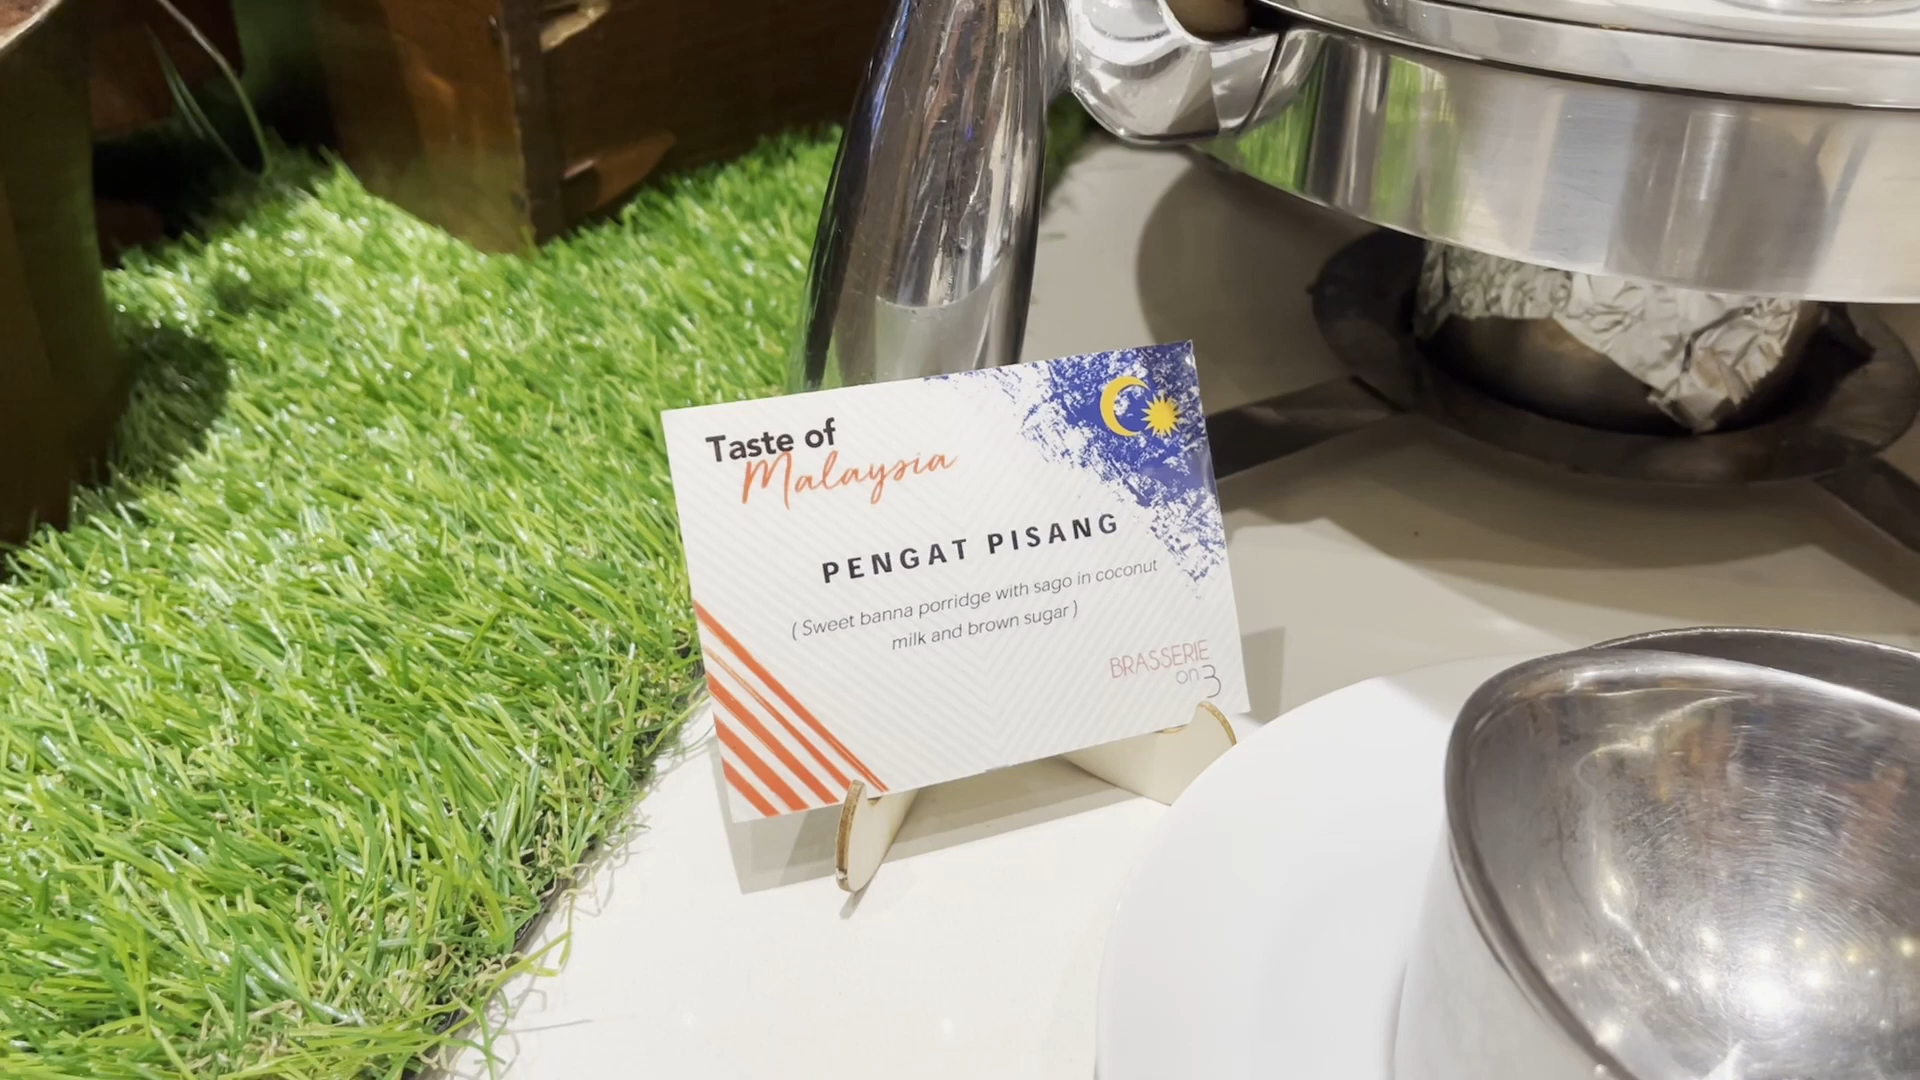 Taste of
Malaysia
PENGAT PISANG
( Sweet banna porridge with sago in coconut
milk and brown sugar )
BRASSERIE
on 3